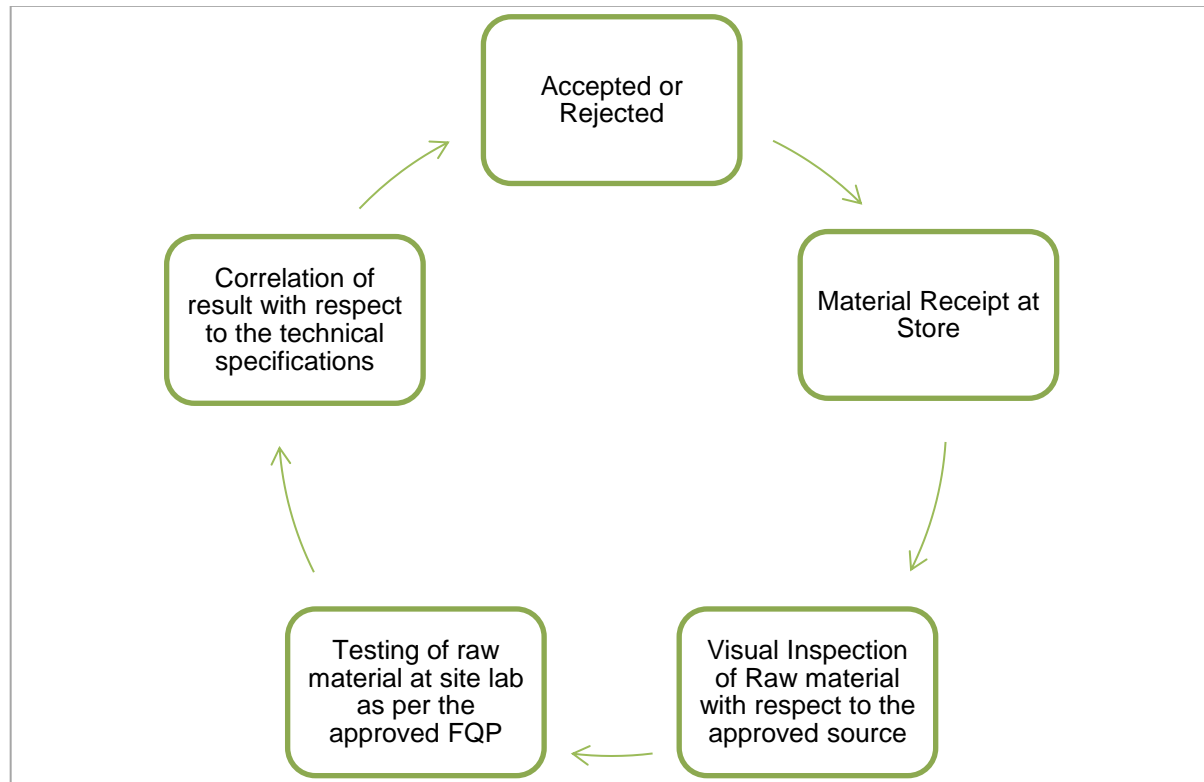 Accepted or
Rejected
Material Receipt at
Store
Visual Inspection
of Raw material
with respect to the
approved source
Testing of raw
material at site lab
as per the
approved FQP
Correlation of
result with respect
to the technical
specifications